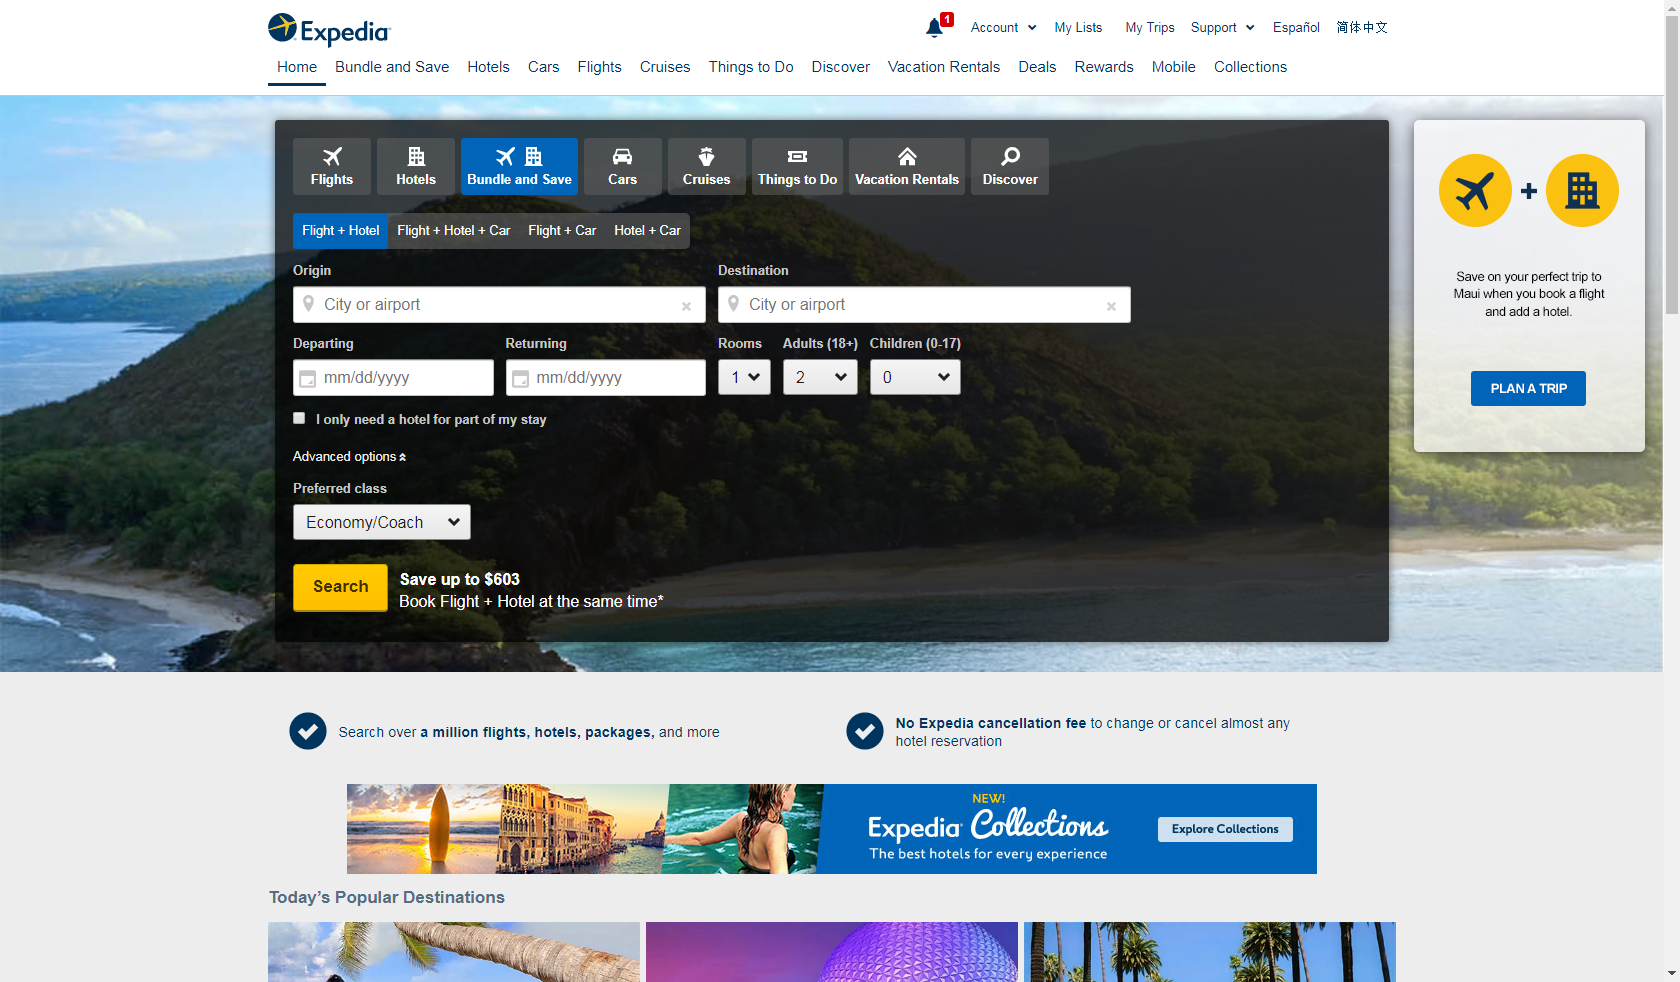 Expedia
1
Account
My Lists
My Trips
Support
Español
简体中文
Home
Bundle and Save
Hotels
Cars
Flights
Cruises
Things to Do
Discover
Vacation Rentals
Deals
Rewards
Mobile
Collections
Flights
Hotels
Bundle and Save
Cars
Cruises
Things to Do
Vacation Rentals
Discover
Flight + Hotel
Flight + Hotel + Car
Flight + Car
Hotel + Car
Origin
City or airport
Destination
City or airport
Departing
mm/dd/yyyy
Returning
mm/dd/yyyy
Rooms
1
Adults (18+)
2
Children (0-17)
0
I only need a hotel for part of my stay
Advanced options
Preferred class
Economy/Coach
Search
Save up to $603
Book Flight + Hotel at the same time*
Save on your perfect trip to
Maui when you book a flight
and add a hotel.
PLAN A TRIP
Search over a million flights, hotels, packages, and more
No Expedia cancellation fee to change or cancel almost any
hotel reservation
NEW!
Expedia Collections
The best hotels for every experience
Explore Collections
Today’s Popular Destinations